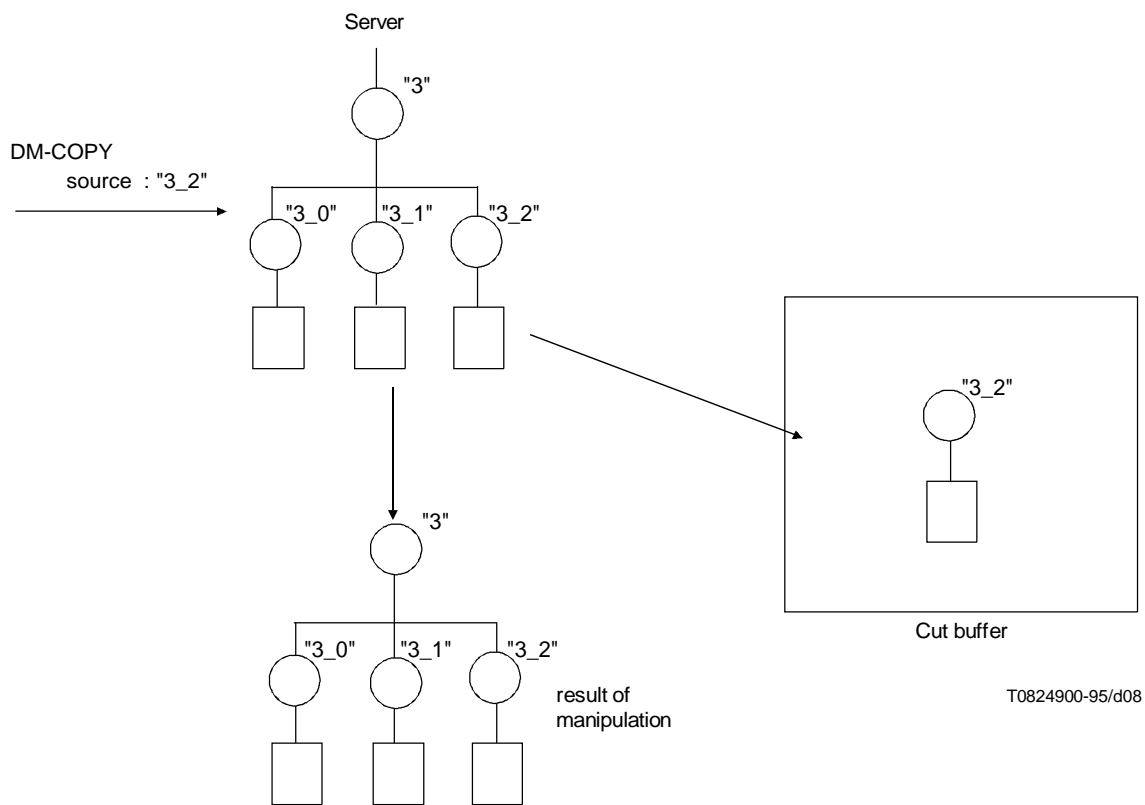 Server
"3"
DM-COPY
source : "3_2"
"3_0"
"3_1"
"3_2"
"3_2"
Cut buffer
"3"
"3_0"
"3_1"
"3_2"
result of
manipulation
T0824900-95/d08